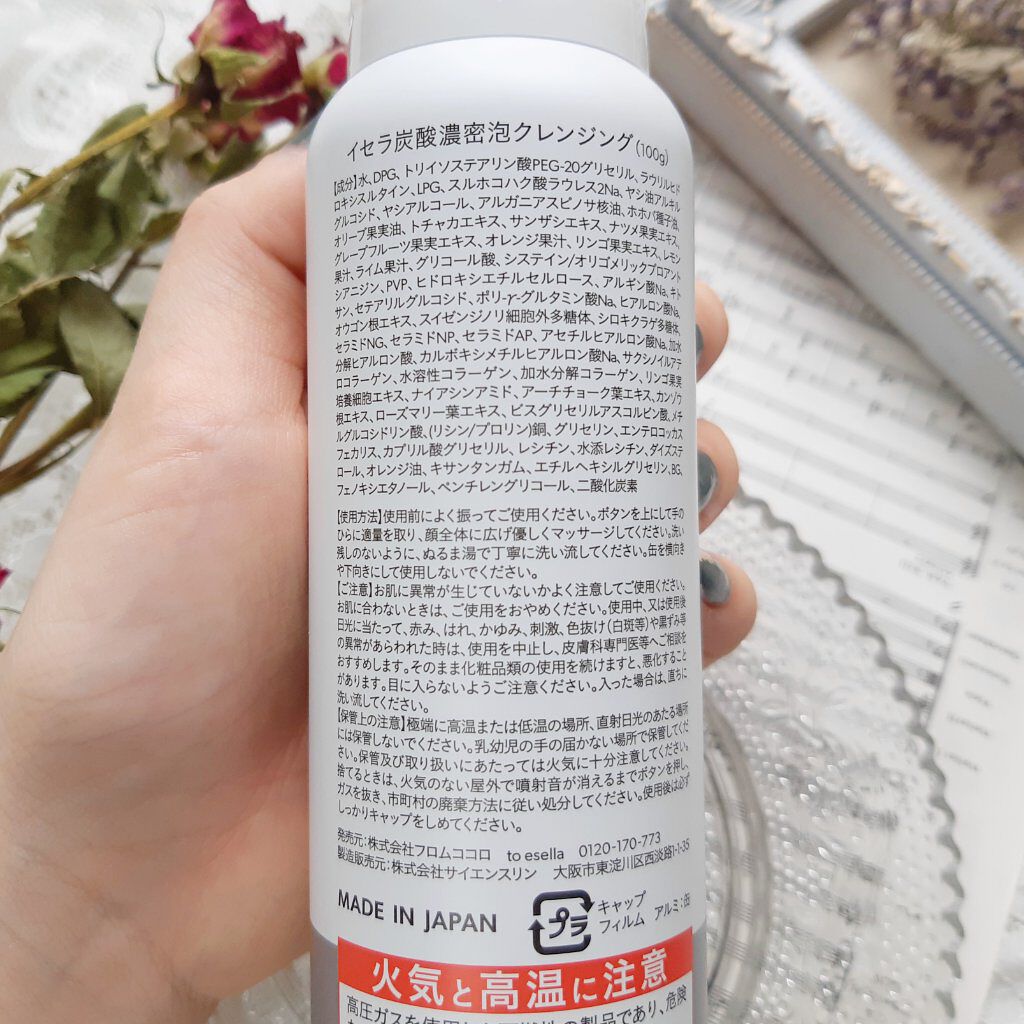 イセラ炭酸濃密泡クレンジング(100g)
【成分】水、DPG、トリイソステアリン酸PEG-20グリセリル、ラウリルヒド
ロキシスルタイン、LPG、スルホコハク酸ラウレス2Na、ヤシ油アルキル
グルコシド、ヤシアルコール、アルガニアスピノサ核油、ホホバ種子油、
オリーブ果実油、トチャカエキス、サンザシエキス、ナツメ果実エキス、
グレープフルーツ果実エキス、オレンジ果汁、リンゴ果実エキス、レモン
果汁、ライム果汁、グリコール酸、システイン/オリゴメリックプロアント
シアニジン、PVP、ヒドロキシエチルセルロース、アルギン酸Na、キト
サン、セテアリルグルコシド、ポリ-γ-グルタミン酸Na、ヒアルロン酸Na、
オウゴン根エキス、スイゼンジノリ細胞外多糖体、シロキクラゲ多糖体、
セラミドNG、セラミドNP、セラミドAP、アセチルヒアルロン酸Na、加水
分解ヒアルロン酸、カルボキシメチルヒアルロン酸Na、サクシノイルアテ
ロコラーゲン、水溶性コラーゲン、加水分解コラーゲン、リンゴ果実
培養細胞エキス、ナイアシンアミド、アーチチョーク葉エキス、カンゾウ
根エキス、ローズマリー葉エキス、ビスグリセリルアスコルビン酸、メチ
ルグルコシドリン酸、(リシン/プロリン)銅、グリセリン、エンテロコッカス
フェカリス、カプリル酸グリセリル、レシチン、水添レシチン、ダイズステ
ロール、オレンジ油、キサンタンガム、エチルヘキシルグリセリン、BG、
フェノキシエタノール、ペンチレングリコール、二酸化炭素
【使用方法】使用前によく振ってご使用ください。ボタンを上にして手の
ひらに適量を取り、顔全体に広げ優しくマッサージしてください。洗い
残しのないように、ぬるま湯で丁寧に洗い流してください。缶を横向き
や下向きにして使用しないでください。
【ご注意】お肌に異常が生じていないかよく注意してご使用ください。
お肌に合わないときは、ご使用をおやめください。使用中、又は使用後
日光に当たって、赤み、はれ、かゆみ、刺激、色抜け(白斑等)や黒ずみ等
の異常があらわれた時は、使用を中止し、皮膚科専門医等へご相談を
おすすめします。そのまま化粧品類の使用を続けますと、悪化すること
があります。目に入らないようご注意ください。入った場合は、直ちに
洗い流してください。
【保管上の注意】極端に高温または低温の場所、直射日光のあたる場所
には保管しないでください。乳幼児の手の届かない場所で保管してくだ
さい。保管及び取り扱いにあたっては火気に十分注意してください。
捨てるときは、火気のない屋外で噴射音が消えるまでボタンを押し、
ガスを抜き、市町村の廃棄方法に従い処分してください。使用後は必ず
しっかりキャップをしめてください。
発売元:株式会社フロムココロ to esella 0120-170-773
製造販売元:株式会社サイエンスリン 大阪市東淀川区西淡路1-1-35
MADE IN JAPAN
プラ
キャップ
フィルム
アルミ:缶
火気と高温に注意
高圧ガスを使用した可燃性の製品であり、危険